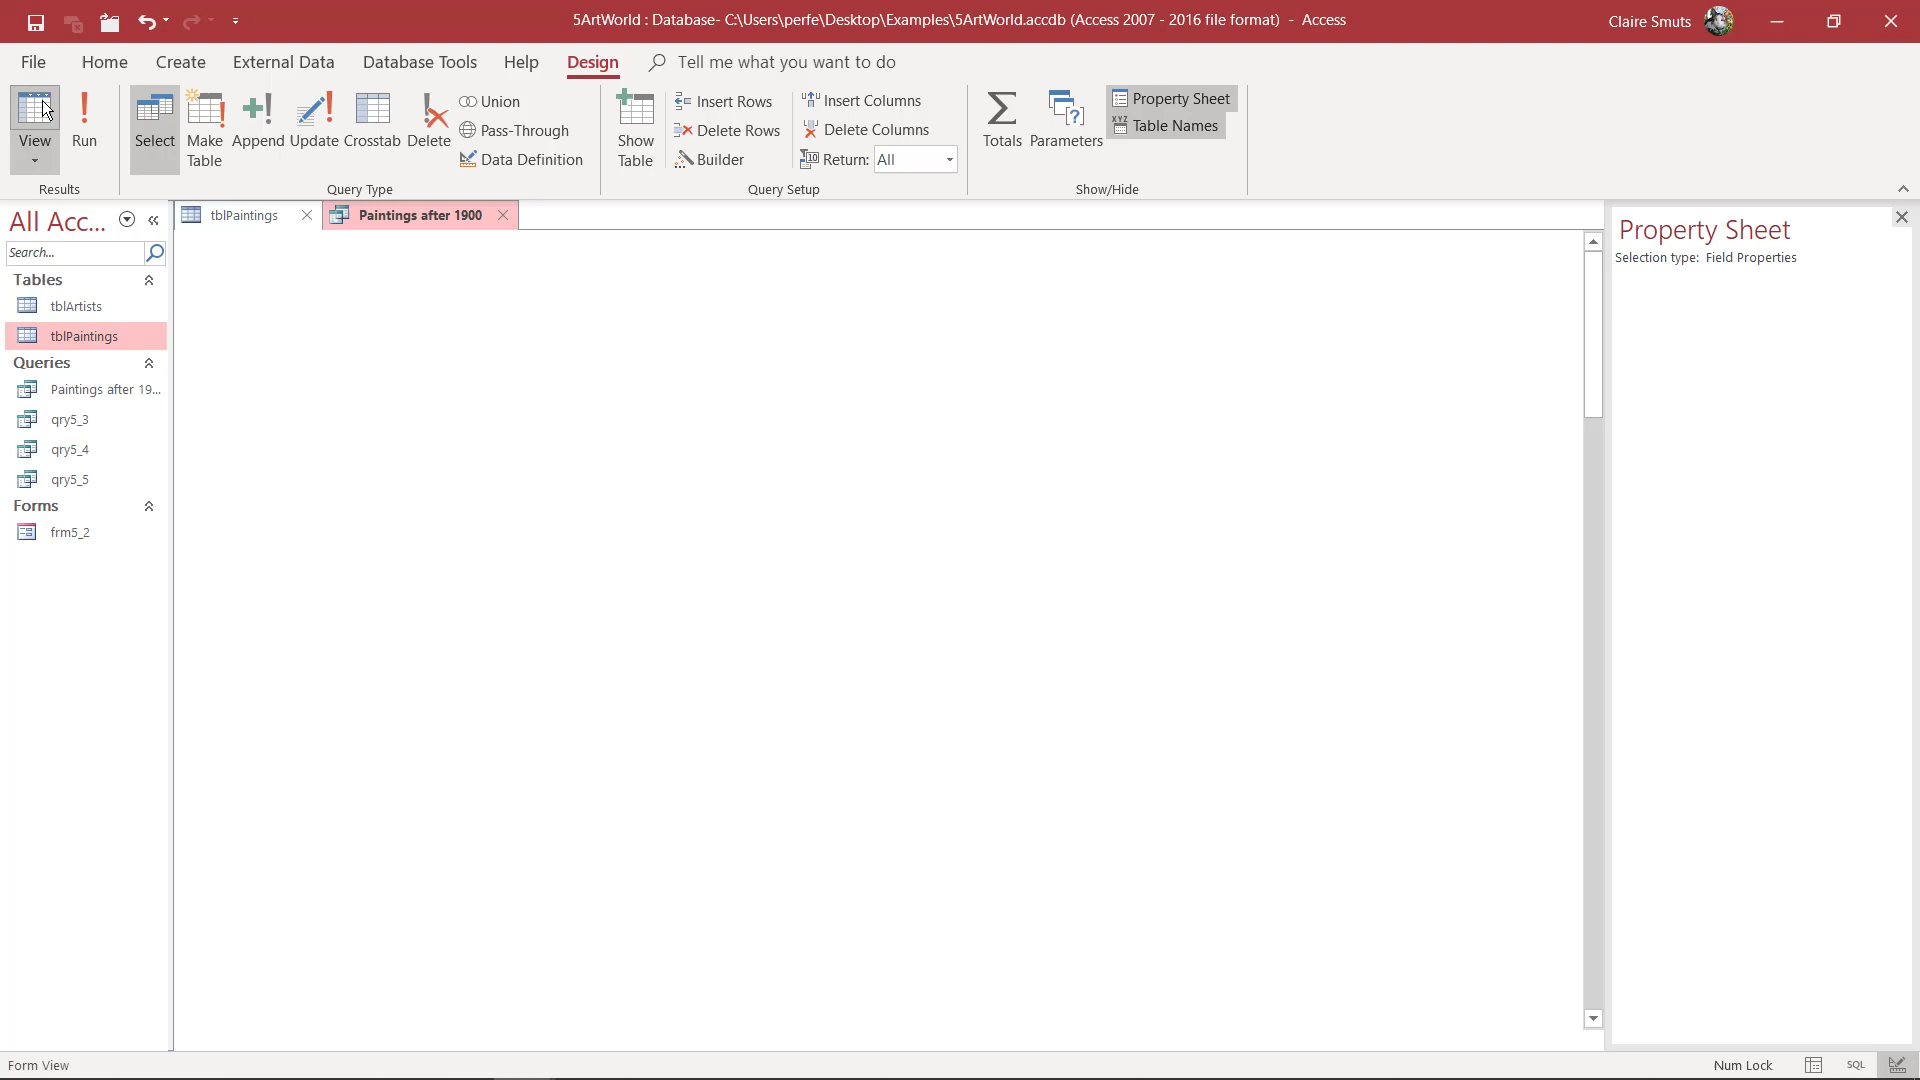 5ArtWorld : Database- C:\Users\perfe\Desktop\Examples\5ArtWorld.accdb (Access 2007 - 2016 file format) - Access
Claire Smuts
File
Home
Create
External Data
Database Tools
Help
Design
Tell me what you want to do
View
Run
Results
Select
Make Table
Append
Update
Crosstab
Delete
Union
Pass-Through
Data Definition
Query Type
Show Table
Insert Rows
Delete Rows
Builder
Insert Columns
Delete Columns
Return: All
Query Setup
Totals
Parameters
Property Sheet
XYZ Table Names
Show/Hide
All Acc...
Search...
Tables
tblArtists
tblPaintings
Queries
Paintings after 19...
qry5_3
qry5_4
qry5_5
Forms
frm5_2
tblPaintings
Paintings after 1900
Property Sheet
Selection type: Field Properties
Form View
Num Lock
SQL